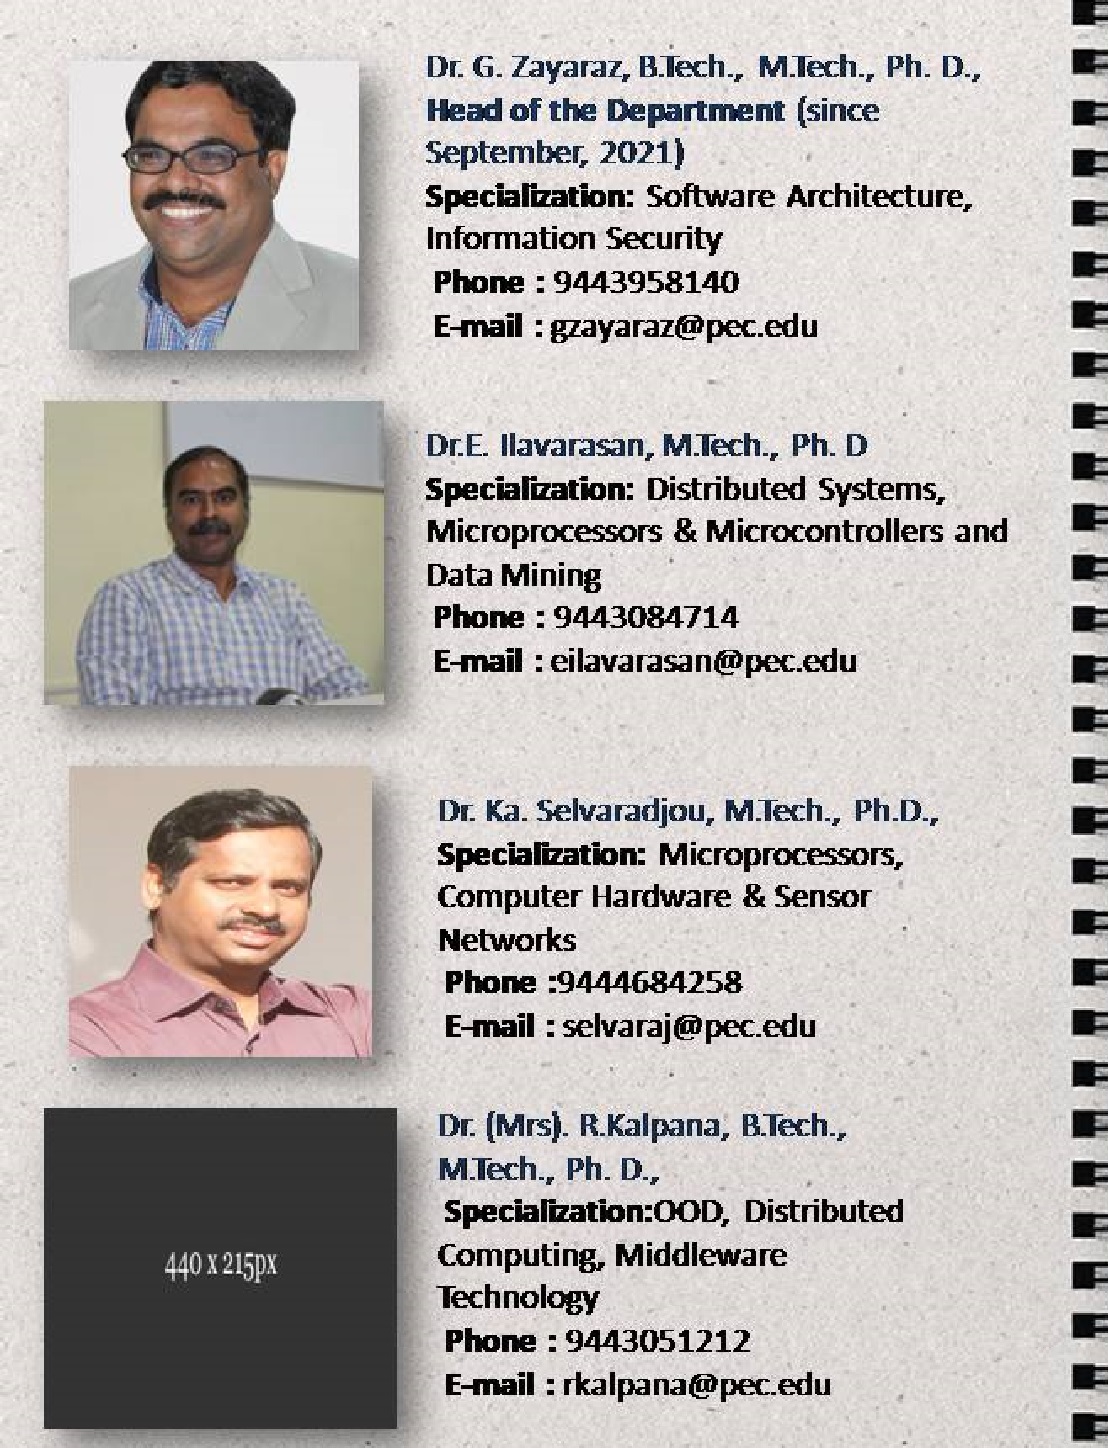 Dr. G. Zayaraz, B.Tech., M.Tech., Ph. D.,
Head of the Department (since
September, 2021)
Specialization: Software Architecture,
Information Security
Phone : 9443958140
E-mail : gzayaraz@pec.edu
Dr.E. Ilavarasan, M.Tech., Ph. D
Specialization: Distributed Systems,
Microprocessors & Microcontrollers and
Data Mining
Phone : 9443084714
E-mail : eilavarasan@pec.edu
Dr. Ka. Selvaradjou, M.Tech., Ph.D.,
Specialization: Microprocessors,
Computer Hardware & Sensor
Networks
Phone :9444684258
E-mail : selvaraj@pec.edu
440 x 215px
Dr. (Mrs). R.Kalpana, B.Tech.,
M.Tech., Ph. D.,
Specialization:OOD, Distributed
Computing, Middleware
Technology
Phone : 9443051212
E-mail : rkalpana@pec.edu